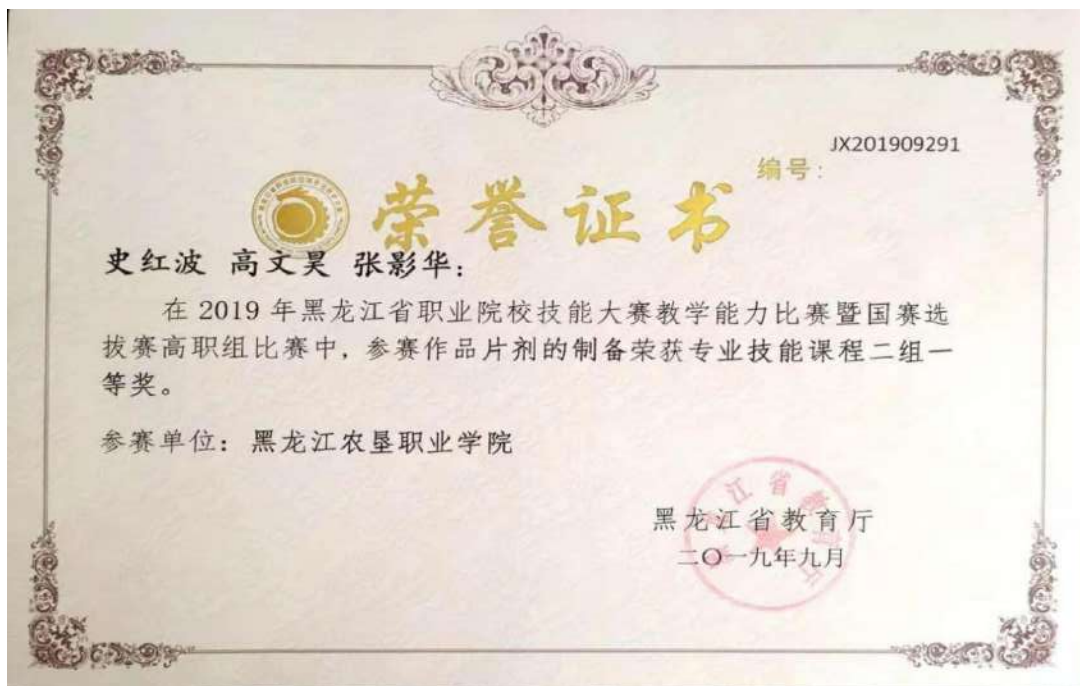 JX201909291
编号:
荣誉证书
史红波 高文昊 张影华:
在2019年黑龙江省职业院校技能大赛教学能力比赛暨国赛选
拔赛高职组比赛中，参赛作品片剂的制备荣获专业技能课程二组一
等奖。
参赛单位：黑龙江农垦职业学院
黑龙江省教育厅
二〇一九年九月